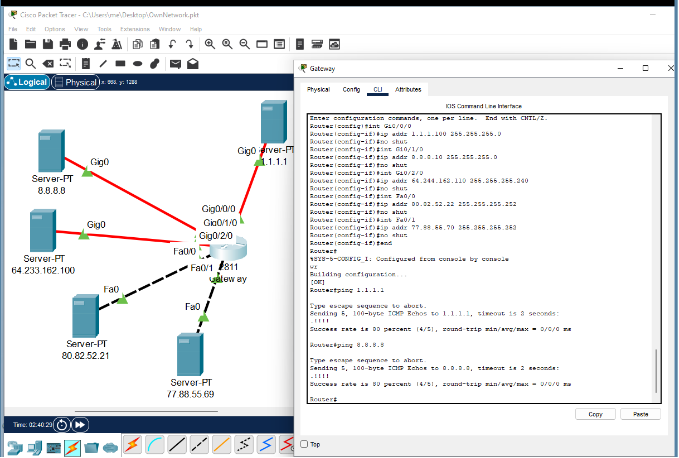 Cisco Packet Tracer - C:\Users\me\Desktop\OwnNetwork.pkt
File Edit Options View Tools Extensions Window Help
Logical Physical x: 668, y: 1288
Gig0
Server-PT
8.8.8.8
Gig0
Server-PT
1.1.1.1
Gig0/0/0
Gig0/1/0
Gig0/2/0
Gig0
Server-PT
64.233.162.100
Fa0/0
Fa0/1
2811
Gateway
Fa0
Server-PT
80.82.52.21
Fa0
Server-PT
77.88.55.69
Time: 02:40:29
Gateway
Physical Config CLI Attributes
IOS Command Line Interface
Enter configuration commands, one per line. End with CNTL/Z.
Router(config)#int Gi0/0/0
Router(config-if)#ip addr 1.1.1.100 255.255.255.0
Router(config-if)#no shut
Router(config-if)#int Gi0/1/0
Router(config-if)#ip addr 8.8.8.10 255.255.255.0
Router(config-if)#no shut
Router(config-if)#int Gi0/2/0
Router(config-if)#ip addr 64.244.162.110 255.255.255.240
Router(config-if)#no shut
Router(config-if)#int Fa0/0
Router(config-if)#ip addr 80.82.52.22 255.255.255.252
Router(config-if)#no shut
Router(config-if)#int Fa0/1
Router(config-if)#ip addr 77.88.55.70 255.255.255.252
Router(config-if)#no shut
Router(config-if)#end
Router#
%SYS-5-CONFIG_I: Configured from console by console
wr
Building configuration...
[OK]
Router#ping 1.1.1.1
Type escape sequence to abort.
Sending 5, 100-byte ICMP Echos to 1.1.1.1, timeout is 2 seconds:
.!!!!
Success rate is 80 percent (4/5), round-trip min/avg/max = 0/0/0 ms
Router#ping 8.8.8.8
Type escape sequence to abort.
Sending 5, 100-byte ICMP Echos to 8.8.8.8, timeout is 2 seconds:
.!!!!
Success rate is 80 percent (4/5), round-trip min/avg/max = 0/0/0 ms
Router#
Copy Paste
Top